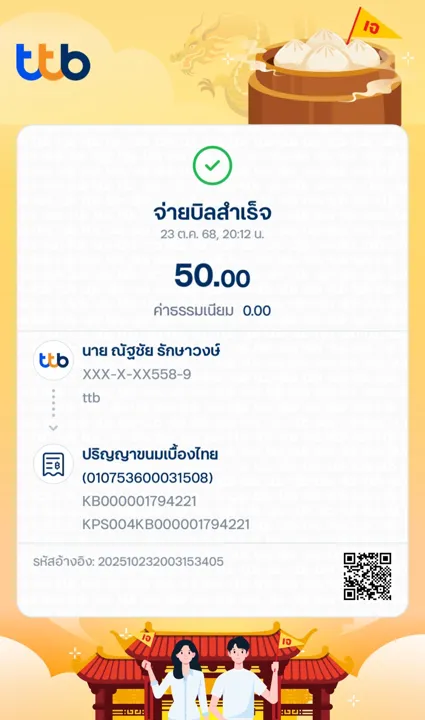 ttb
เจ
จ่ายบิลสำเร็จ
23 ต.ค. 68, 20:12 น.
50.00
ค่าธรรมเนียม 0.00
ttb
นาย ณัฐชัย รักษาวงษ์
XXX-X-XX558-9
ttb
ปริญญาขนมเบื้องไทย
(010753600031508)
KB000001794221
KPS004KB000001794221
รหัสอ้างอิง: 202510232003153405
เจ
เจ